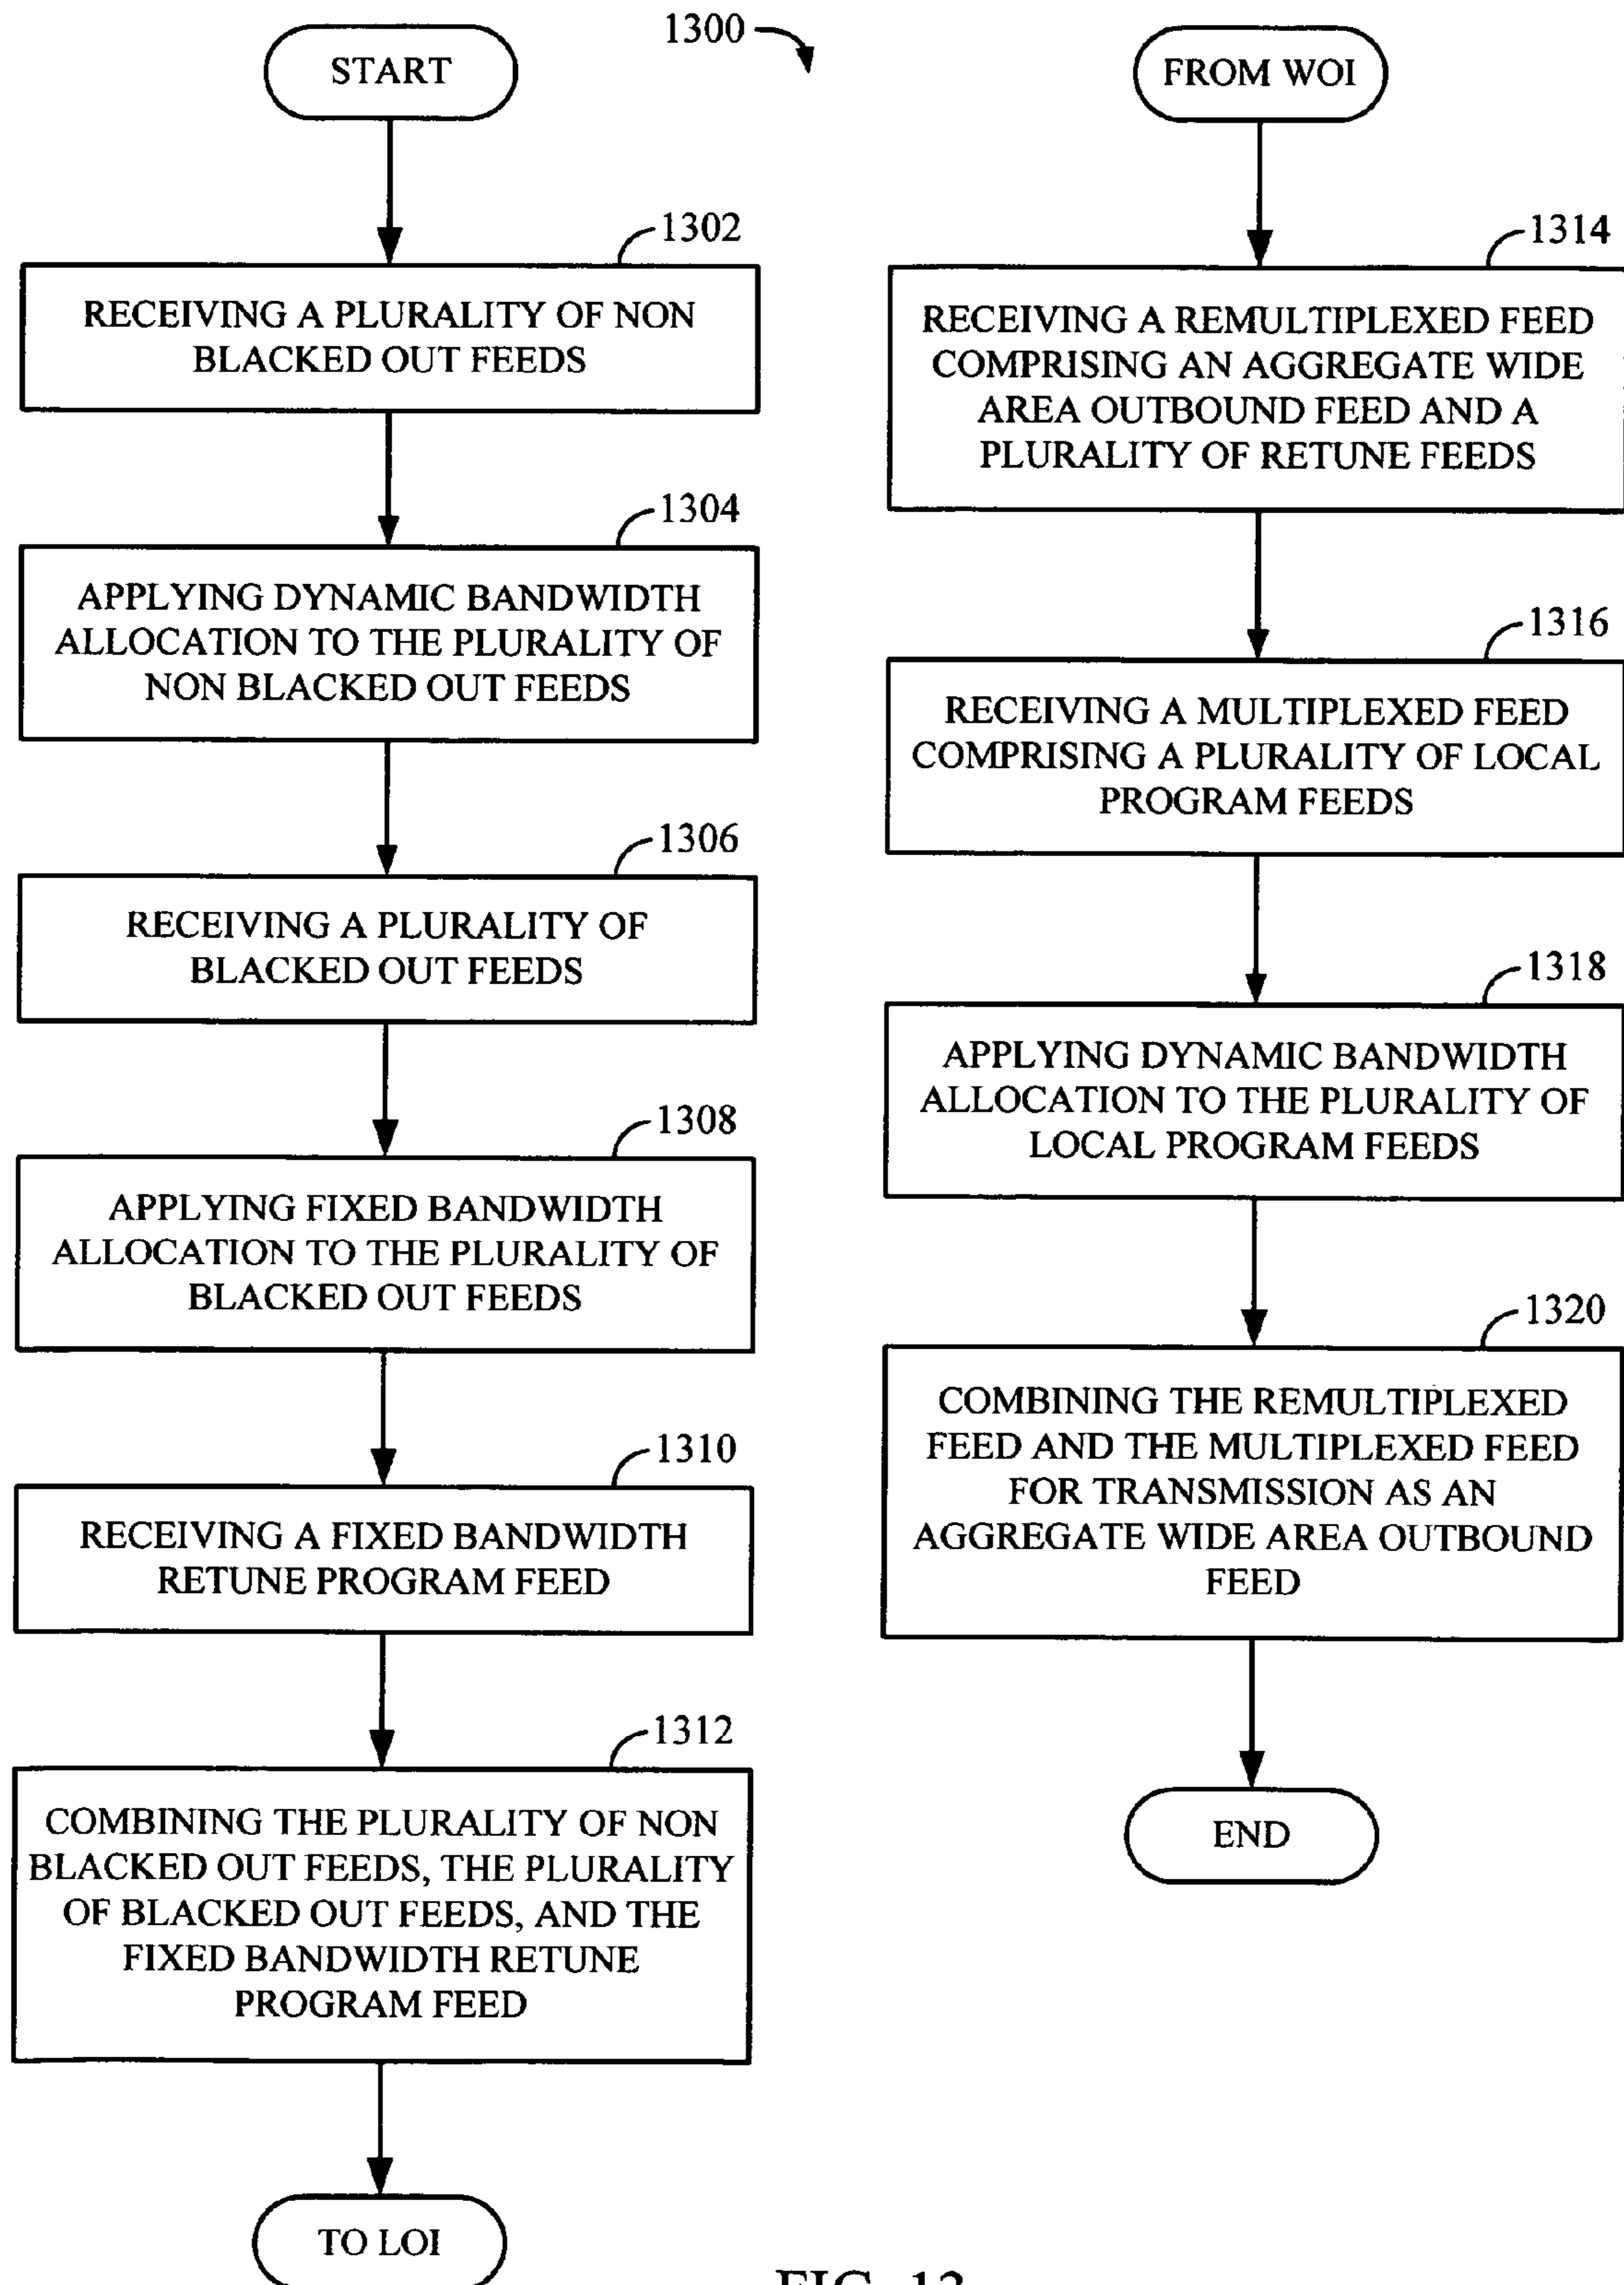 1300
START
1302
RECEIVING A PLURALITY OF NON
BLACKED OUT FEEDS
1304
APPLYING DYNAMIC BANDWIDTH
ALLOCATION TO THE PLURALITY OF
NON BLACKED OUT FEEDS
1306
RECEIVING A PLURALITY OF
BLACKED OUT FEEDS
1308
APPLYING FIXED BANDWIDTH
ALLOCATION TO THE PLURALITY OF
BLACKED OUT FEEDS
1310
RECEIVING A FIXED BANDWIDTH
RETUNE PROGRAM FEED
1312
COMBINING THE PLURALITY OF NON
BLACKED OUT FEEDS, THE PLURALITY
OF BLACKED OUT FEEDS, AND THE
FIXED BANDWIDTH RETUNE
PROGRAM FEED
TO LOI
FROM WOI
1314
RECEIVING A REMULTIPLEXED FEED
COMPRISING AN AGGREGATE WIDE
AREA OUTBOUND FEED AND A
PLURALITY OF RETUNE FEEDS
1316
RECEIVING A MULTIPLEXED FEED
COMPRISING A PLURALITY OF LOCAL
PROGRAM FEEDS
1318
APPLYING DYNAMIC BANDWIDTH
ALLOCATION TO THE PLURALITY OF
LOCAL PROGRAM FEEDS
1320
COMBINING THE REMULTIPLEXED
FEED AND THE MULTIPLEXED FEED
FOR TRANSMISSION AS AN
AGGREGATE WIDE AREA OUTBOUND
FEED
END
FIG. 13